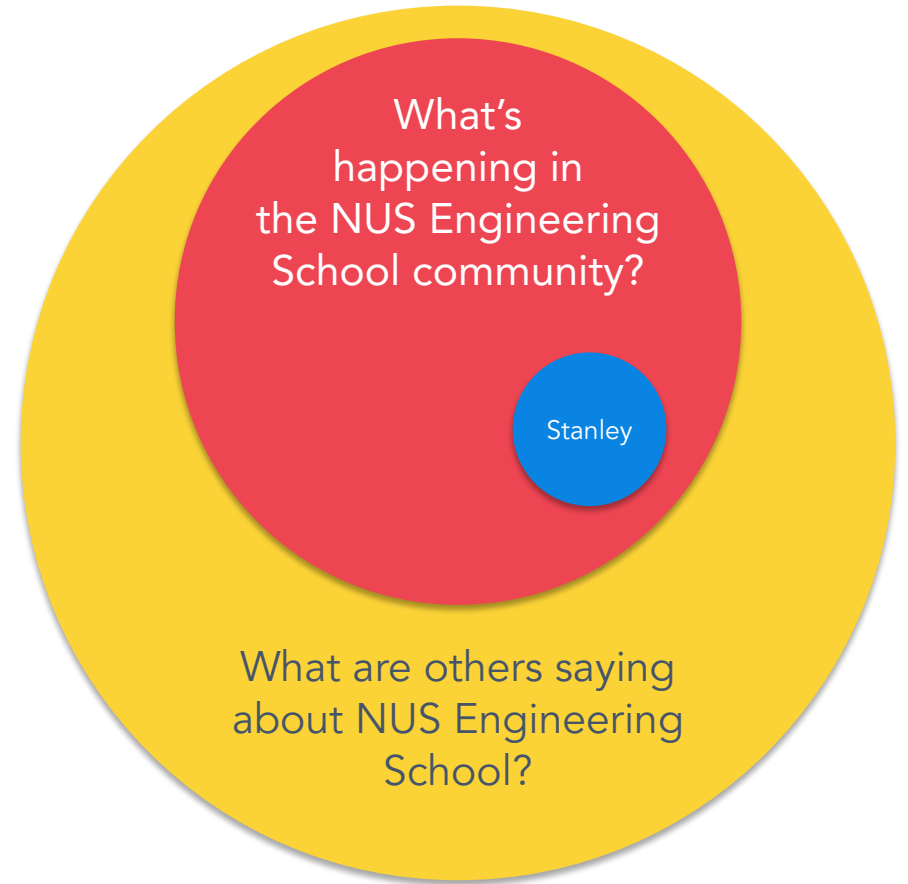 What’s
happening in
the NUS Engineering
School community?
Stanley
What are others saying
about NUS Engineering
School?